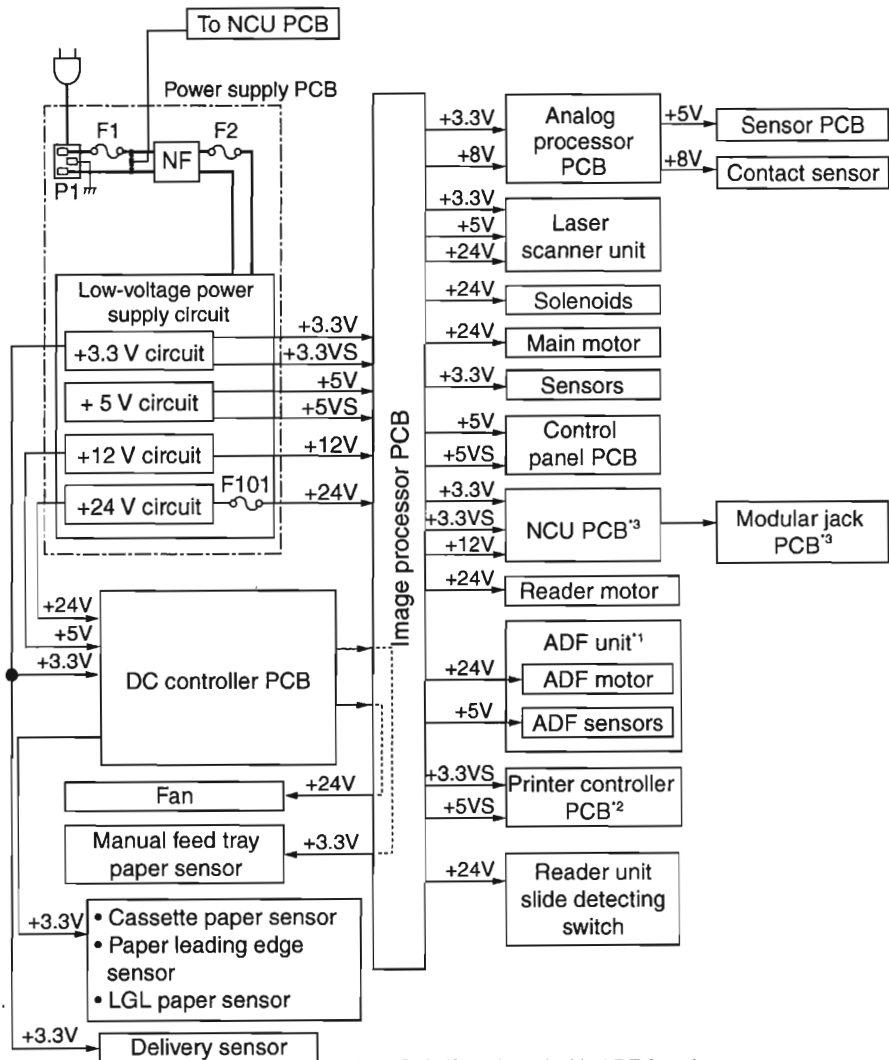 To NCU PCB
Power supply PCB
F1
F2
NF
P1
Low-voltage power
supply circuit
+3.3 V circuit
+ 5 V circuit
+12 V circuit
+24 V circuit
F101
+3.3V
+3.3VS
+5V
+5VS
+12V
+24V
Image processor PCB
+24V
+5V
+3.3V
DC controller PCB
Fan
+24V
Manual feed tray
paper sensor
+3.3V
+3.3V
• Cassette paper sensor
• Paper leading edge
sensor
• LGL paper sensor
+3.3V
Delivery sensor
+3.3V
+8V
Analog
processor
PCB
+5V
Sensor PCB
+8V
Contact sensor
+3.3V
+5V
+24V
Laser
scanner unit
+24V
Solenoids
+24V
Main motor
+3.3V
Sensors
+5V
+5VS
Control
panel PCB
+3.3V
+3.3VS
+12V
NCU PCB*3
Modular jack
PCB*3
+24V
Reader motor
ADF unit*1
+24V
ADF motor
+5V
ADF sensors
+3.3VS
+5VS
Printer controller
PCB*2
+24V
Reader unit
slide detecting
switch